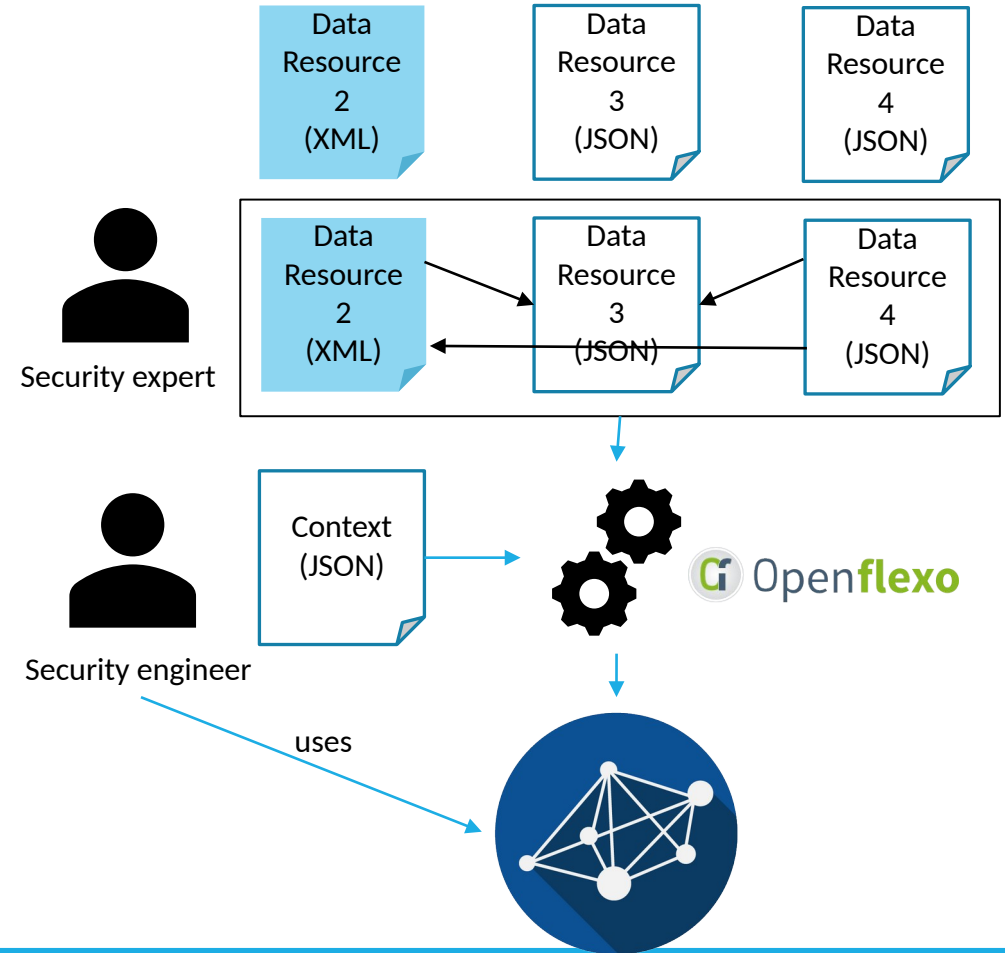 Data
Resource
2
(XML)
Data
Resource
3
(JSON)
Data
Resource
4
(JSON)
Data
Resource
2
(XML)
Data
Resource
3
(JSON)
Data
Resource
4
(JSON)
Security expert
Context
(JSON)
Openflexo
Security engineer
uses